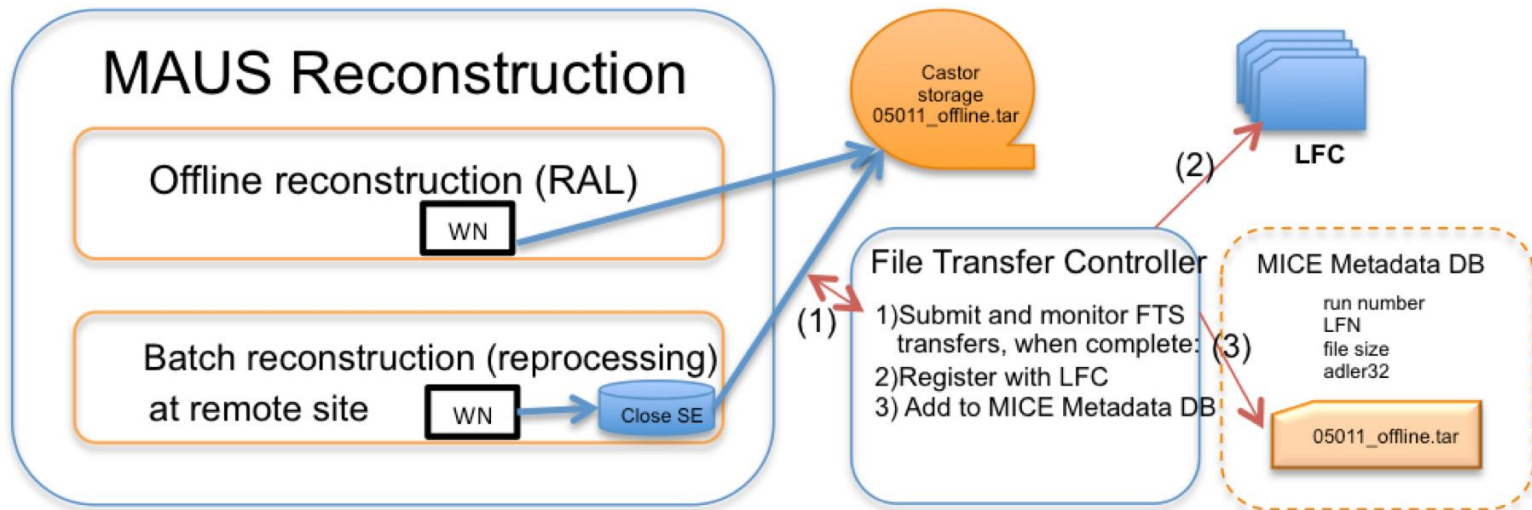 MAUS Reconstruction
Offline reconstruction (RAL)
WN
Batch reconstruction (reprocessing)
at remote site
WN
Close SE
Castor
storage
05011_offline.tar
(1)
(2)
LFC
File Transfer Controller
1)Submit and monitor FTS
transfers, when complete:
2)Register with LFC
3) Add to MICE Metadata DB
(3)
MICE Metadata DB
run number
LFN
file size
adler32
05011_offline.tar